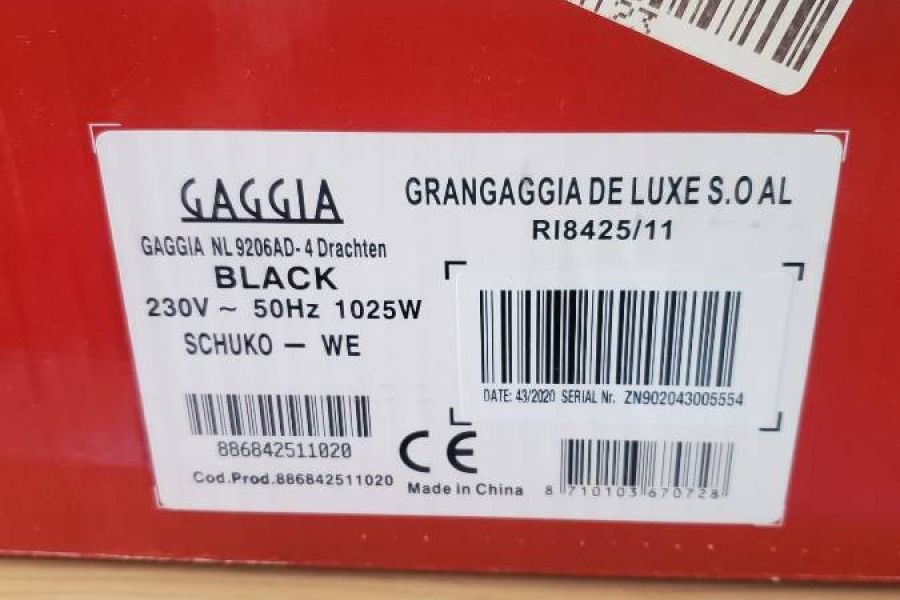 GAGGIA
GAGGIA NL 9206AD-4 Drachten
BLACK
230V ~ 50Hz 1025W
SCHUKO — WE
886842511020
Cod.Prod.886842511020
GRANGAGGIA DE LUXE S.O AL
RI8425/11
DATE: 43/2020 SERIAL Nr. ZN902043005554
CE
Made in China
8 710103 670728